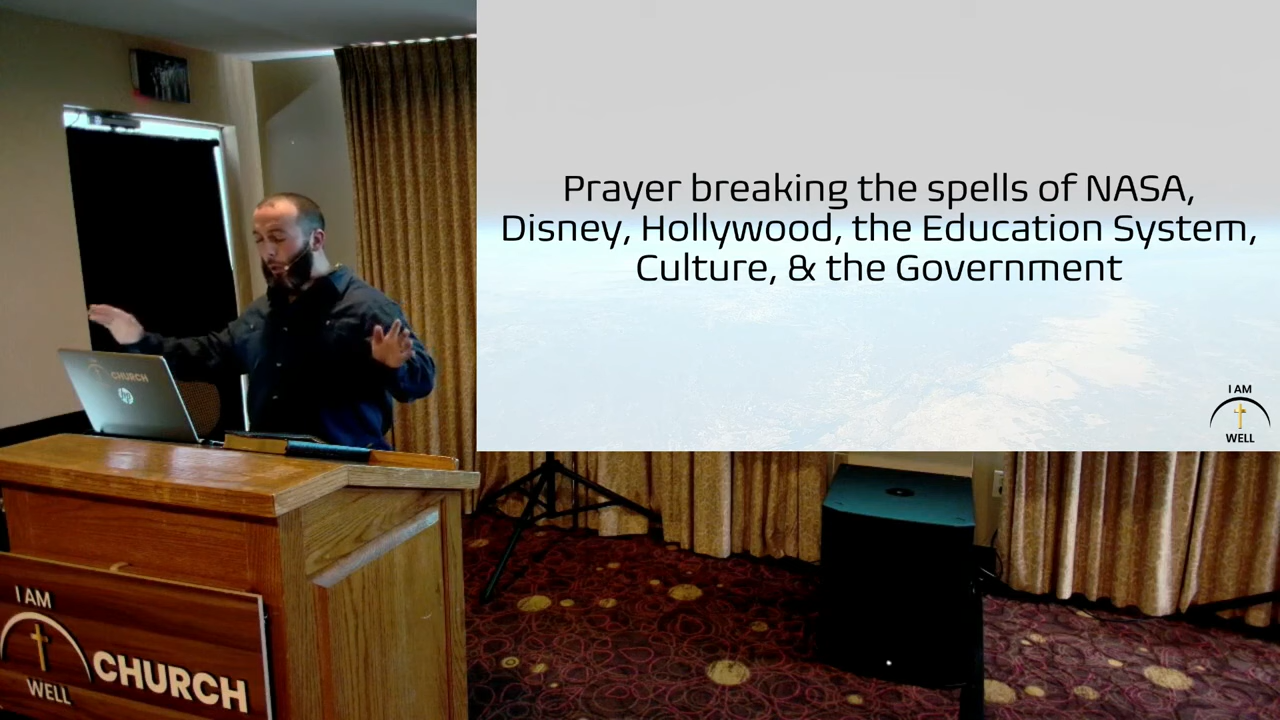 Prayer breaking the spells of NASA,
Disney, Hollywood, the Education System,
Culture, & the Government
I AM
WELL
CHURCH
hp
I AM
WELL
CHURCH